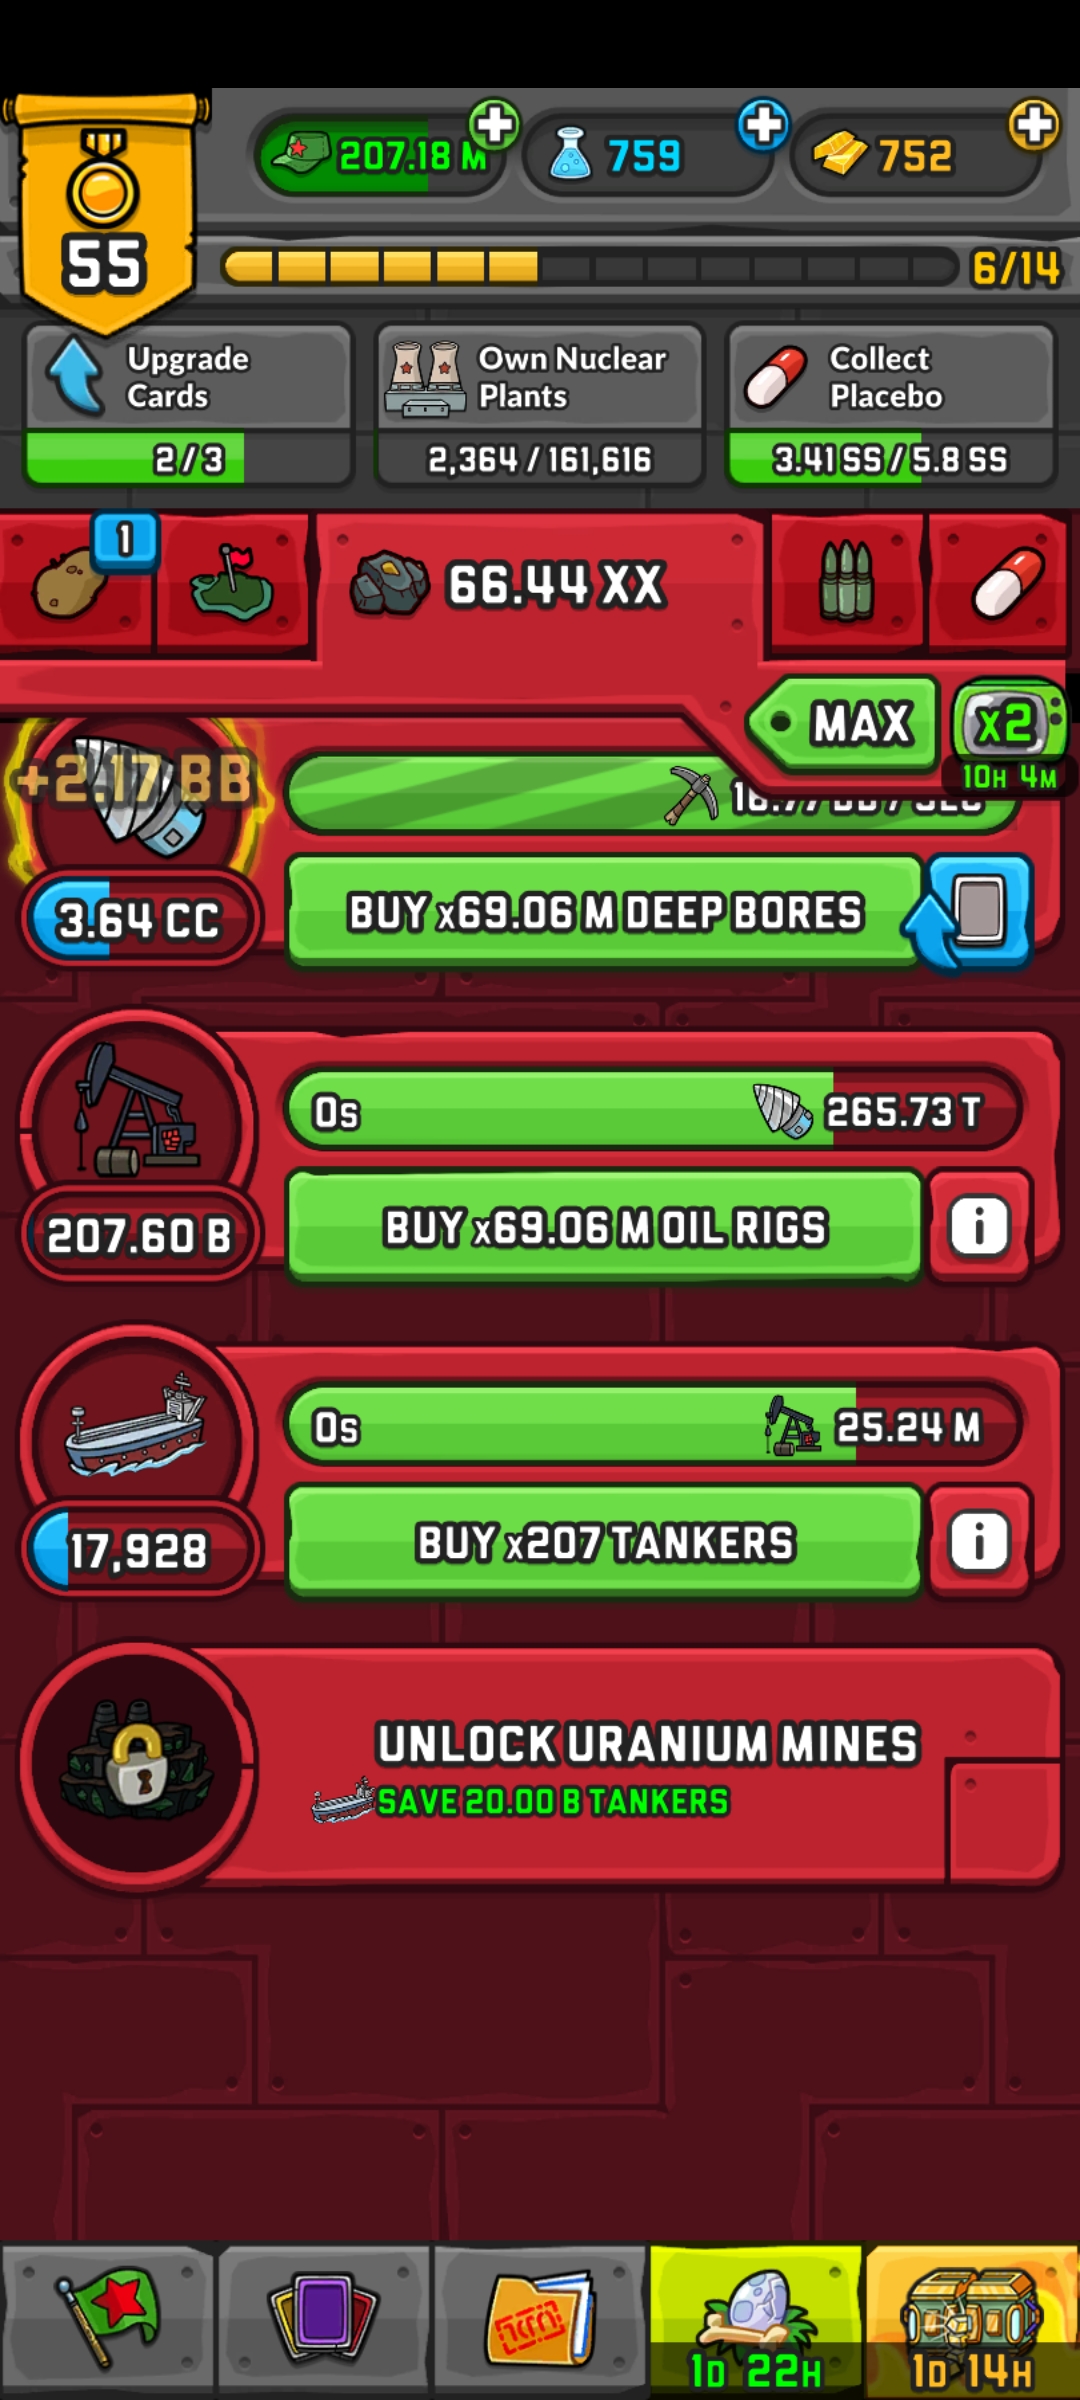 55
207.18 M
759
752
6/14
Upgrade
Cards
2/3
Own Nuclear
Plants
2,364/161,616
Collect
Placebo
3.41 SS/5.8 SS
1
66.44 XX
MAX
x2
10H 4M
+2.17 BB
3.64 CC
BUY x69.06 M DEEP BORES
0s
265.73 T
207.60 B
BUY x69.06 M OIL RIGS
i
0s
25.24 M
17,928
BUY x207 TANKERS
i
UNLOCK URANIUM MINES
SAVE 20.00 B TANKERS
1D 22H
1D 14H